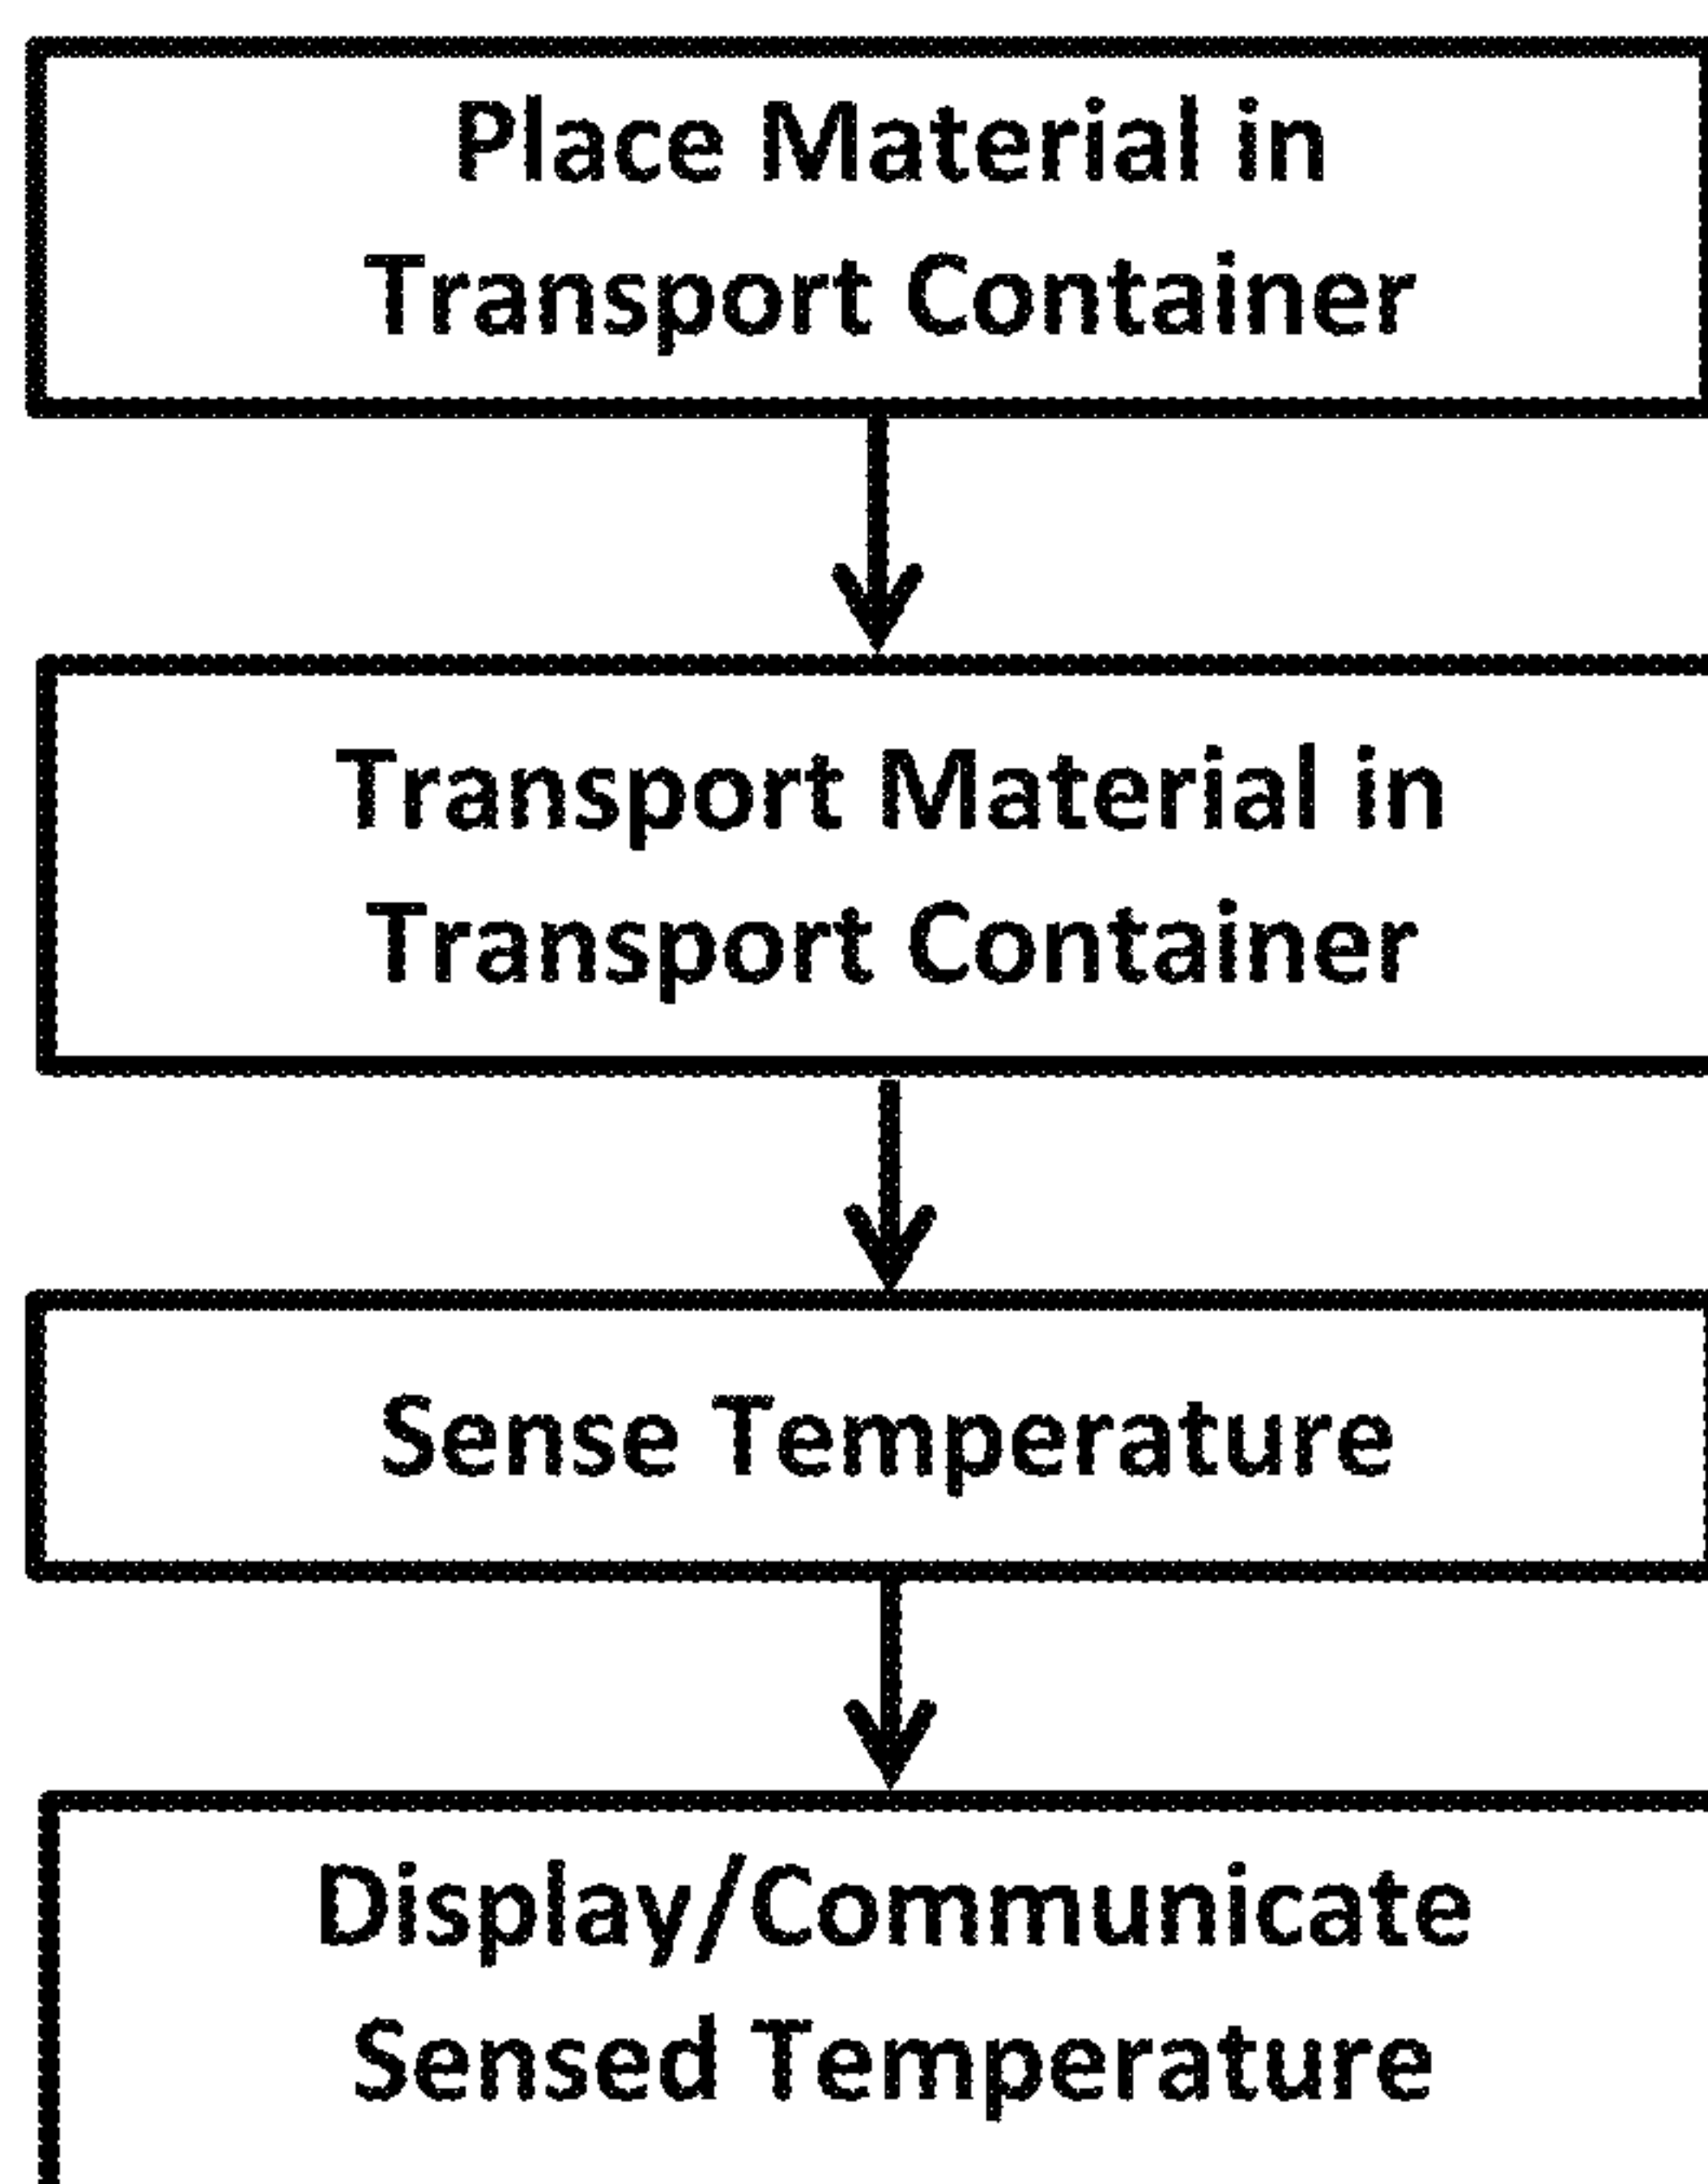 Place Material in
Transport Container
Transport Material in
Transport Container
Sense Temperature
Display/Communicate
Sensed Temperature